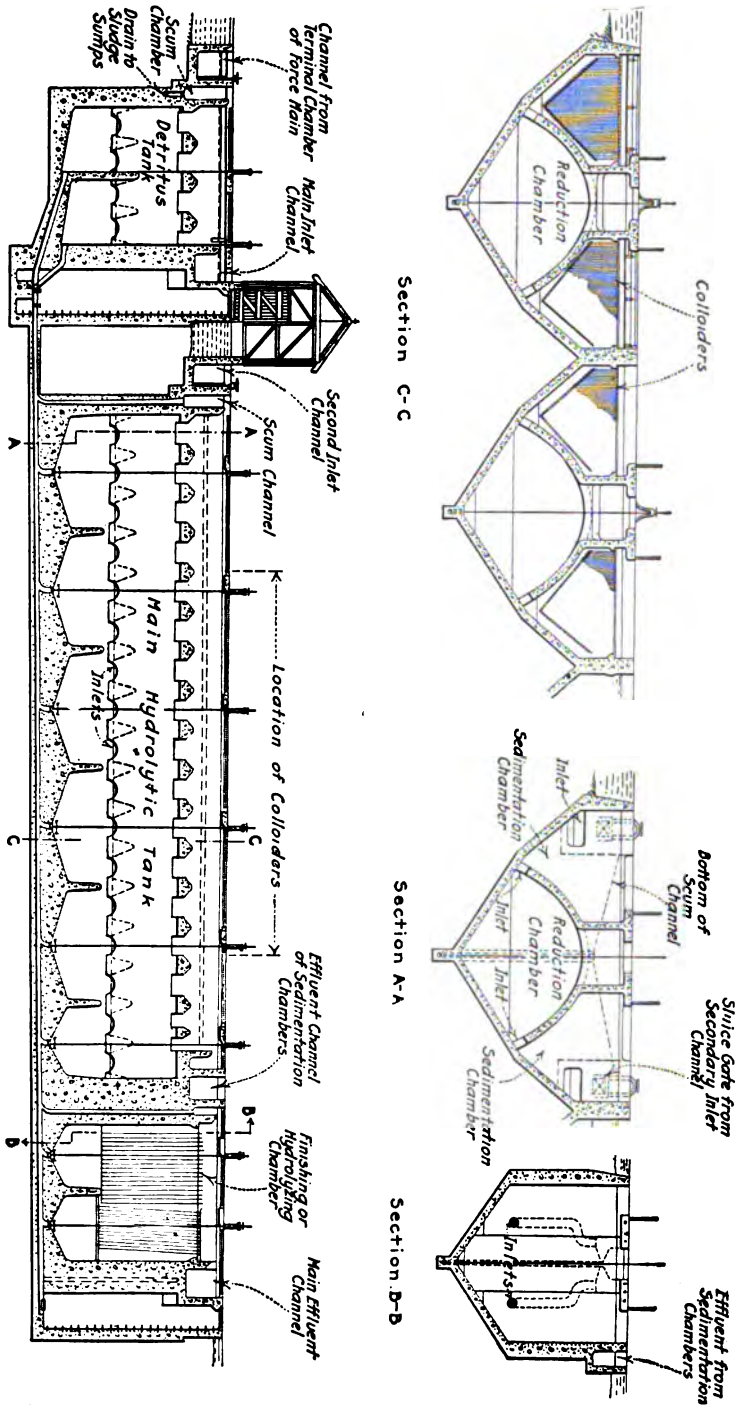 Colloiders
Reduction
Chamber
Section C-C
Bottom of
Scum
Channel
Sluice Gate from
Secondary Inlet
Channel
Inlet
Sedimentation
Chamber
Reduction
Chamber
Inlet
Inlet
Sedimentation
Chamber
Section A-A
Effluent from
Sedimentation
Chambers
Inlets
Section B-B
Channel from
Terminal Chamber
of Force Main
Main Inlet
Channel
Scum
Chamber
Drain to
Sludge
Sumps
Detritus
Tank
Second Inlet
Channel
Scum Channel
A
A
Location of Colloiders
Main Hydrolytic Tank
Inlets
C
C
Effluent Channel
of Sedimentation
Chambers
Finishing or
Hydrolyzing
Chamber
B
B
Main Effluent
Channel